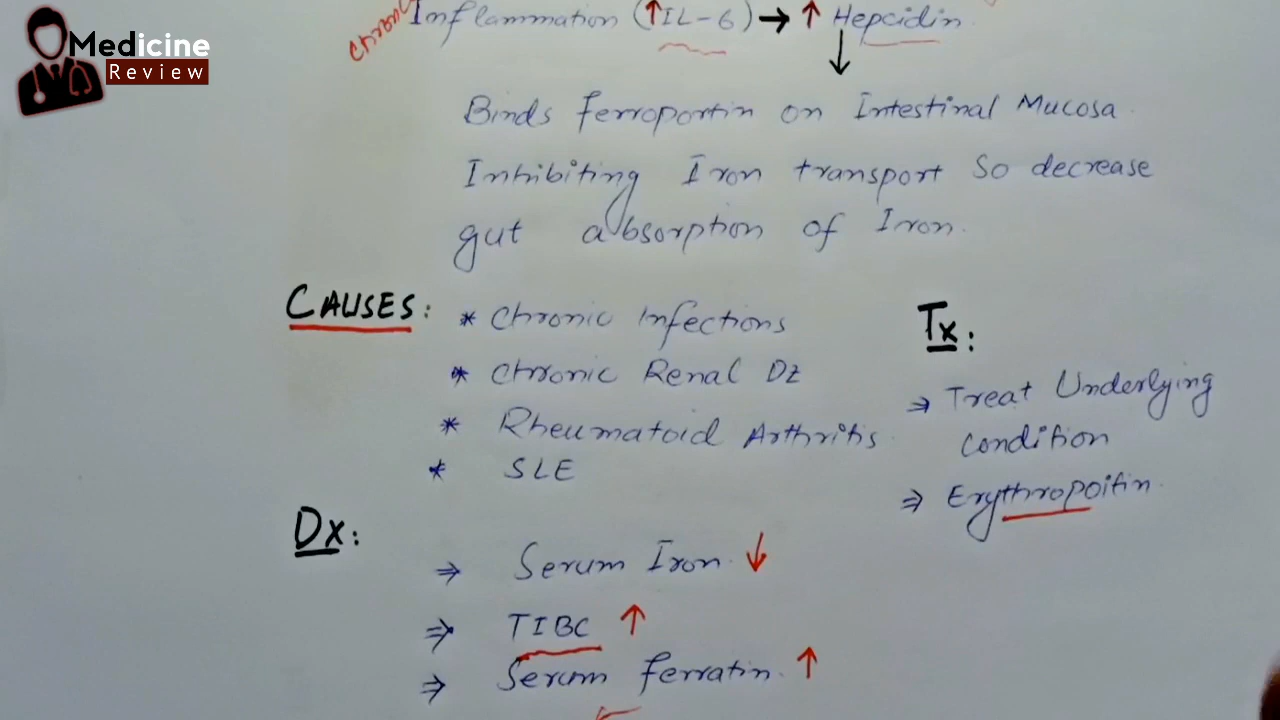 Medicine
Review
Chronic
Inflammation (↑IL-6) → ↑ Hepcidin
↓
Binds ferroportin on Intestinal Mucosa
Inhibiting Iron transport So decrease
gut absorption of Iron.
CAUSES:
* Chronic Infections
* Chronic Renal Dz
* Rheumatoid Arthritis
* SLE
Tx:
⇒ Treat Underlying
condition
⇒ Erythropoitin
Dx:
⇒ Serum Iron ↓
⇒ TIBC ↑
⇒ Serum ferratin ↑